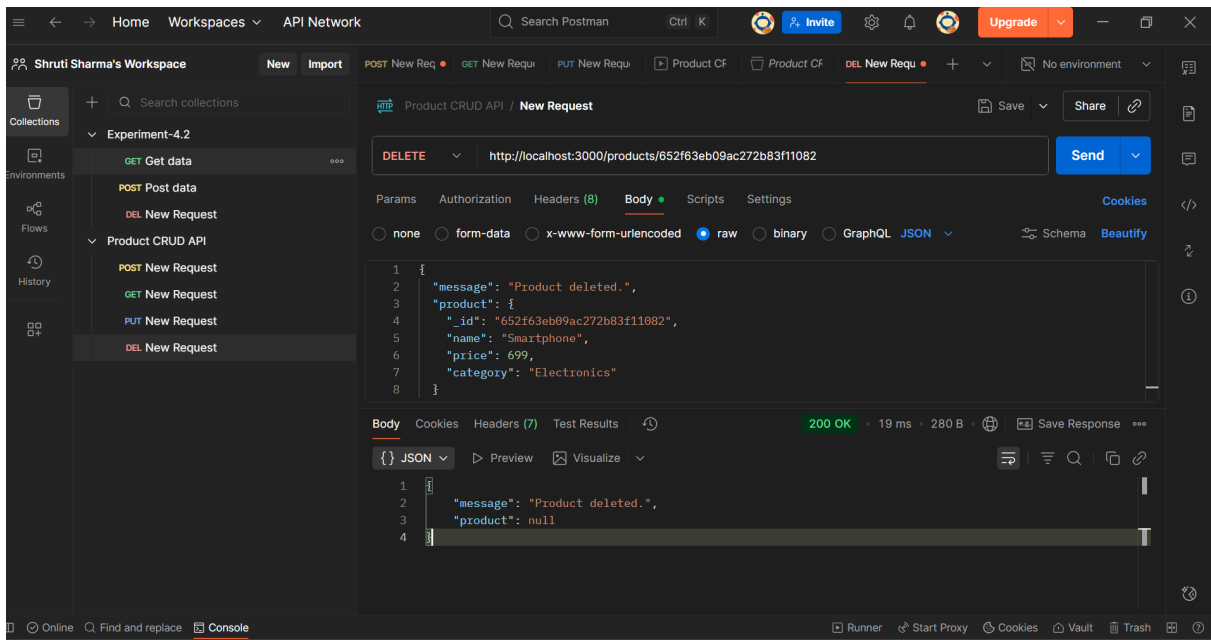 Home Workspaces API Network Search Postman Ctrl K Invite Upgrade
Shruti Sharma's Workspace New Import POST New Req GET New Requ PUT New Requ Product CF Product CF DEL New Requ No environment
Collections
Search collections
Product CRUD API / New Request Save Share
Experiment-4.2
GET Get data
POST Post data
DEL New Request
Product CRUD API
POST New Request
GET New Request
PUT New Request
DEL New Request
Environments
Flows
History
DELETE http://localhost:3000/products/652f63eb09ac272b83f11082 Send
Params Authorization Headers (8) Body Scripts Settings Cookies
none form-data x-www-form-urlencoded raw binary GraphQL JSON Schema Beautify
1 {
2 "message": "Product deleted.",
3 "product": {
4 "_id": "652f63eb09ac272b83f11082",
5 "name": "Smartphone",
6 "price": 699,
7 "category": "Electronics"
8 }
Body Cookies Headers (7) Test Results 200 OK 19 ms 280 B e.g. Save Response
{} JSON Preview Visualize
1 {
2 "message": "Product deleted.",
3 "product": null
4 }
Online Find and replace Console Runner Start Proxy Cookies Vault Trash